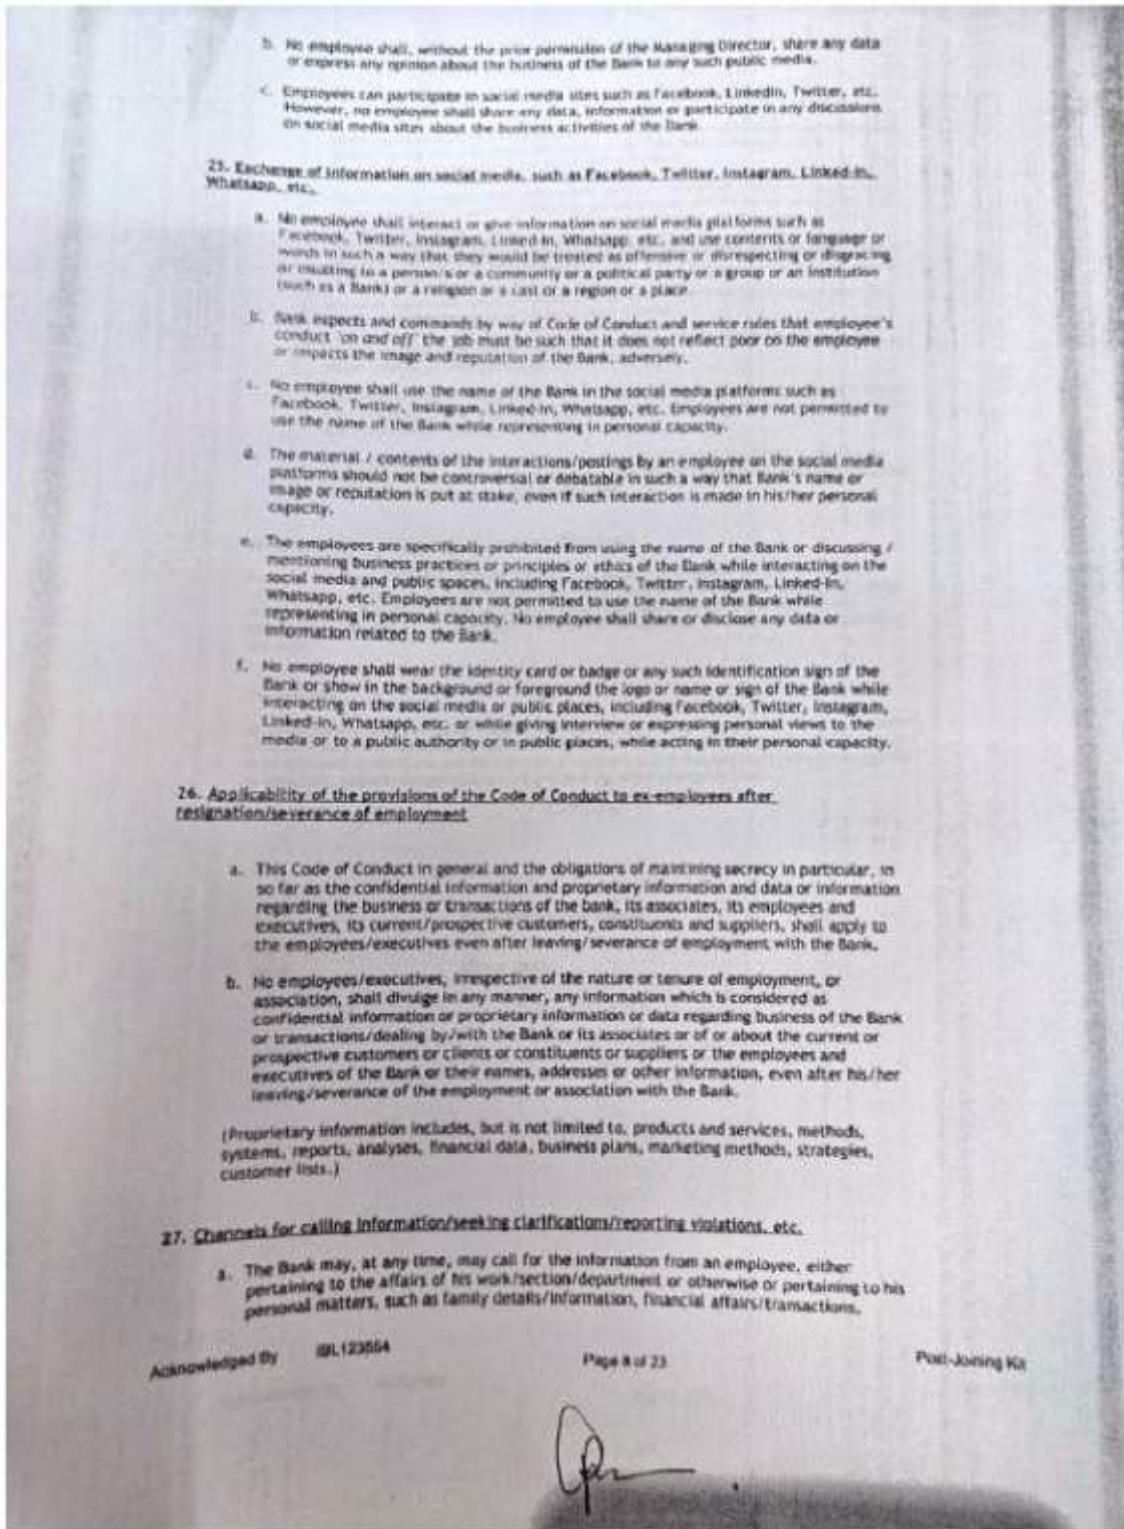 b. No employee shall, without the prior permission of the Managing Director, share any data
or express any opinion about the business of the Bank to any such public media.
c. Employees can participate in social media sites such as Facebook, LinkedIn, Twitter, etc.
However, no employee shall share any data, information or participate in any discussions
on social media sites about the business activities of the Bank.
25. Exchange of Information on social media, such as Facebook, Twitter, Instagram, Linked-In,
Whatsapp, etc.
a. No employee shall interact or give information on social media platforms such as
Facebook, Twitter, Instagram, Linked-In, Whatsapp, etc. and use contents or language or
words in such a way that they would be treated as offensive or disrespecting or disgracing
or insulting to a person/s or a community or a political party or a group or an institution
(such as a Bank) or a religion or a cast or a region or a place.
b. Bank expects and commands by way of Code of Conduct and service rules that employee's
conduct 'on and off' the job must be such that it does not reflect poor on the employee
or impacts the image and reputation of the Bank, adversely.
c. No employee shall use the name of the Bank in the social media platforms such as
Facebook, Twitter, Instagram, Linked-In, Whatsapp, etc. Employees are not permitted to
use the name of the Bank while representing in personal capacity.
d. The material / contents of the interactions/postings by an employee on the social media
platforms should not be controversial or debatable in such a way that Bank's name or
image or reputation is put at stake, even if such interaction is made in his/her personal
capacity.
e. The employees are specifically prohibited from using the name of the Bank or discussing /
mentioning business practices or principles or ethics of the Bank while interacting on the
social media and public spaces, including Facebook, Twitter, Instagram, Linked-In,
Whatsapp, etc. Employees are not permitted to use the name of the Bank while
representing in personal capacity. No employee shall share or disclose any data or
information related to the Bank.
f. No employee shall wear the identity card or badge or any such identification sign of the
Bank or show in the background or foreground the logo or name or sign of the Bank while
interacting on the social media or public places, including Facebook, Twitter, Instagram,
Linked-In, Whatsapp, etc. or while giving interview or expressing personal views to the
media or to a public authority or in public places, while acting in their personal capacity.
26. Applicability of the provisions of the Code of Conduct to ex-employees after
resignation/severance of employment
a. This Code of Conduct in general and the obligations of maintining secrecy in particular, in
so far as the confidential information and proprietary information and data or information
regarding the business or transactions of the bank, its associates, its employees and
executives, its current/prospective customers, constituents and suppliers, shall apply to
the employees/executives even after leaving/severance of employment with the Bank.
b. No employees/executives, irrespective of the nature or tenure of employment, or
association, shall divulge in any manner, any information which is considered as
confidential information or proprietary information or data regarding business of the Bank
or transactions/dealing by/with the Bank or its associates or of or about the current or
prospective customers or clients or constituents or suppliers or the employees and
executives of the Bank or their names, addresses or other information, even after his/her
leaving/severance of the employment or association with the Bank.
(Proprietary information includes, but is not limited to, products and services, methods,
systems, reports, analyses, financial data, business plans, marketing methods, strategies,
customer lists.)
27. Channels for calling information/seeking clarifications/reporting violations, etc.
a. The Bank may, at any time, may call for the information from an employee, either
pertaining to the affairs of his work/section/department or otherwise or pertaining to his
personal matters, such as family details/information, financial affairs/transactions.
Acknowledged By
Page 8 of 23
Post-Joining Kit